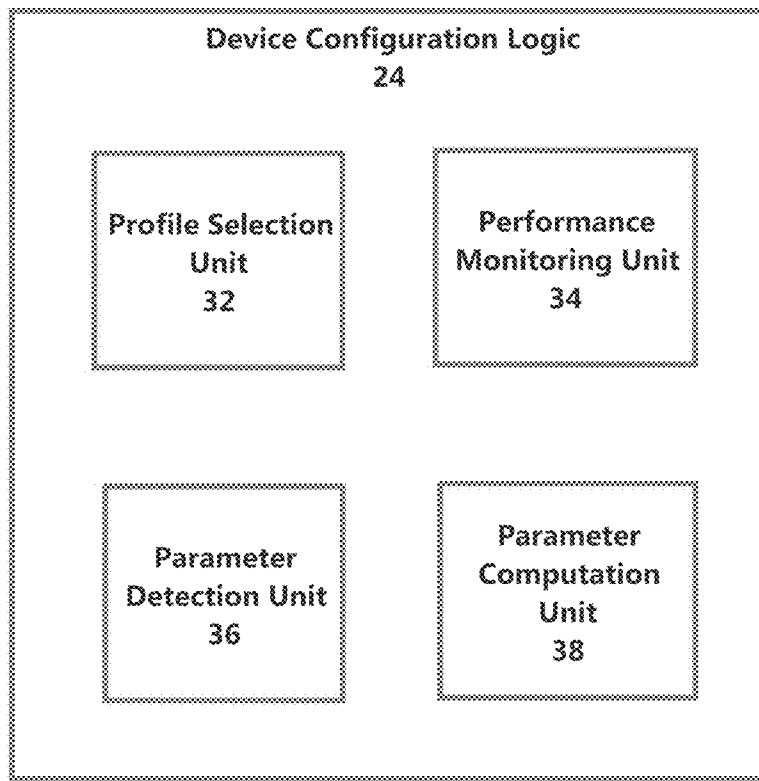 Device Configuration Logic
24
Profile Selection
Unit
32
Performance
Monitoring Unit
34
Parameter
Detection Unit
36
Parameter
Computation
Unit
38